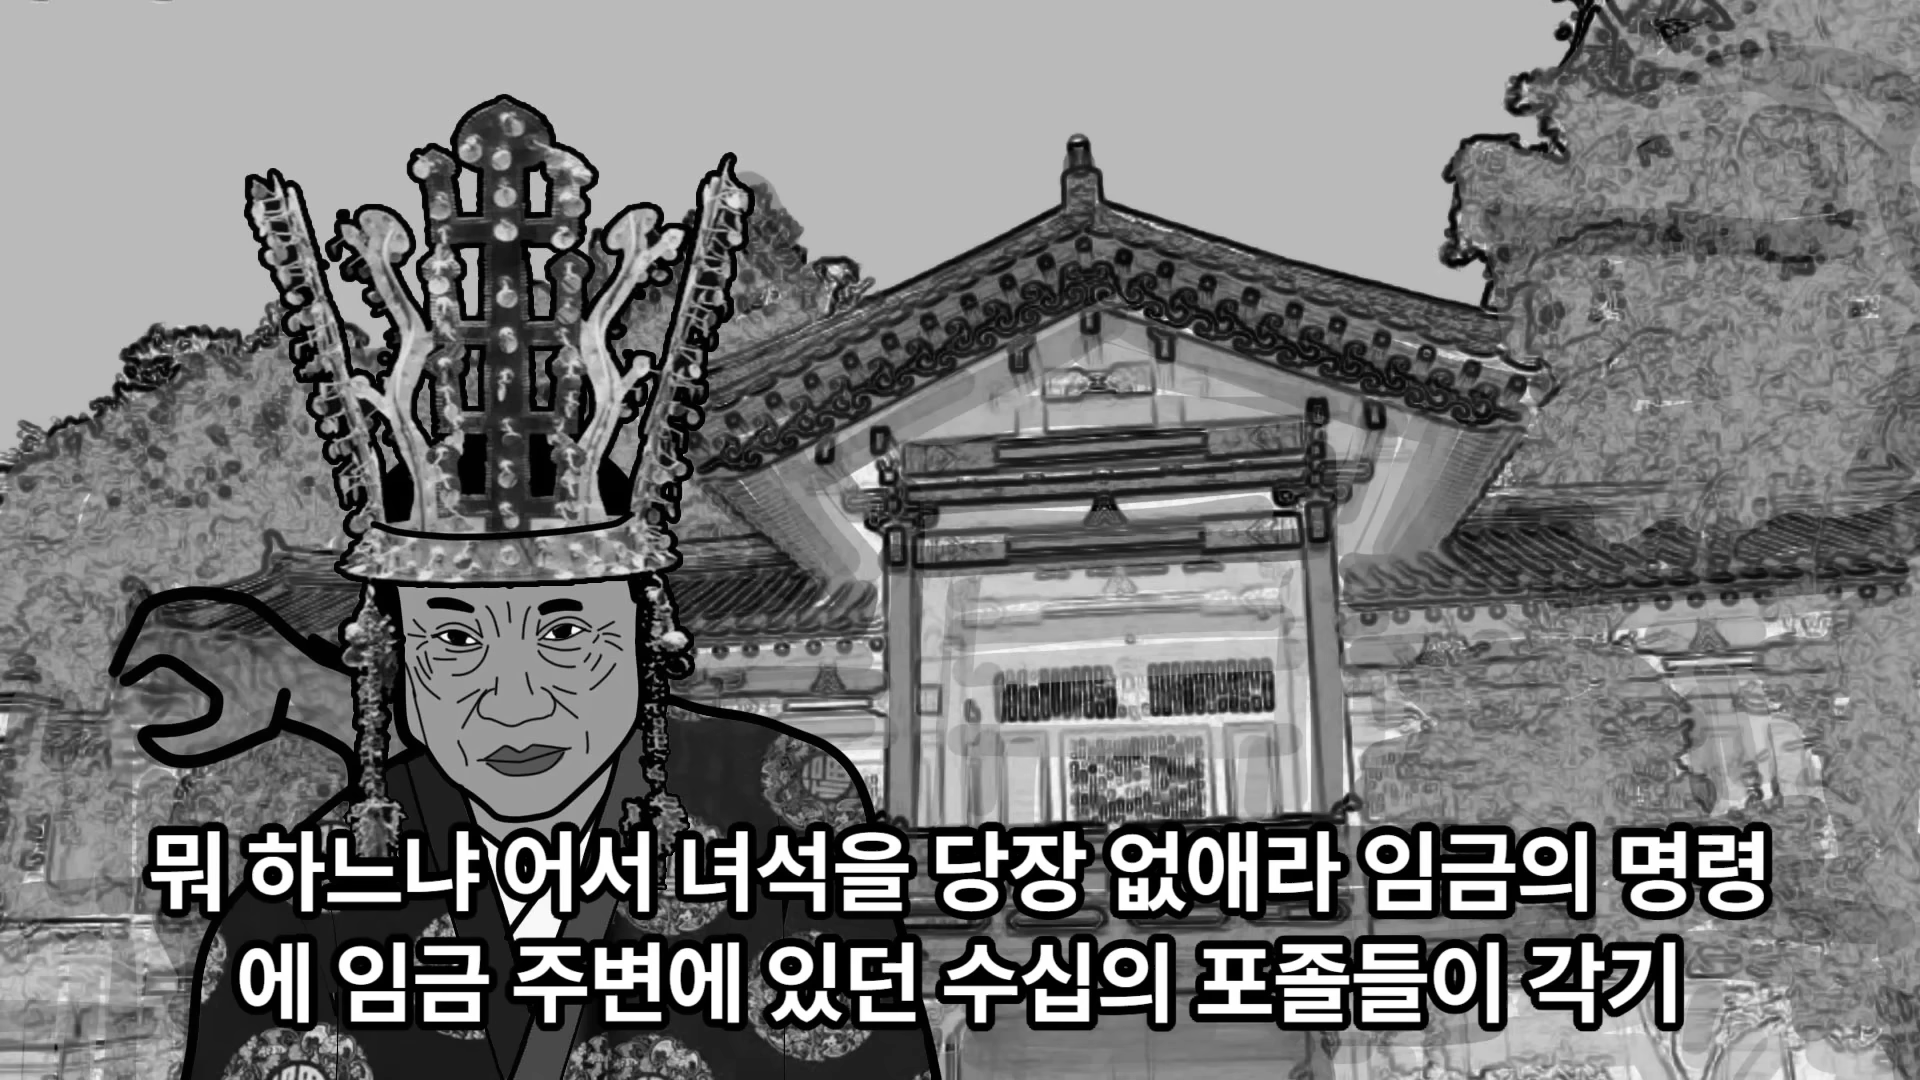 뭐 하느냐 어서 녀석을 당장 없애라 임금의 명령
에 임금 주변에 있던 수십의 포졸들이 각기